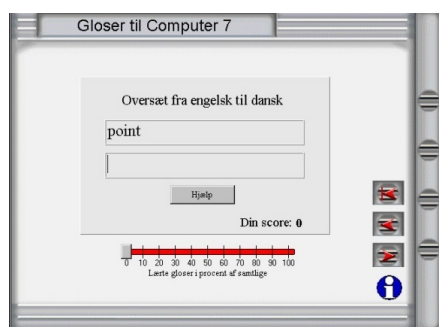 Gloser til Computer 7
Oversæt fra engelsk til dansk
point
Hjælp
Din score: 0
0 10 20 30 40 50 60 70 80 90 100
Lærte gloser i procent af samtlige